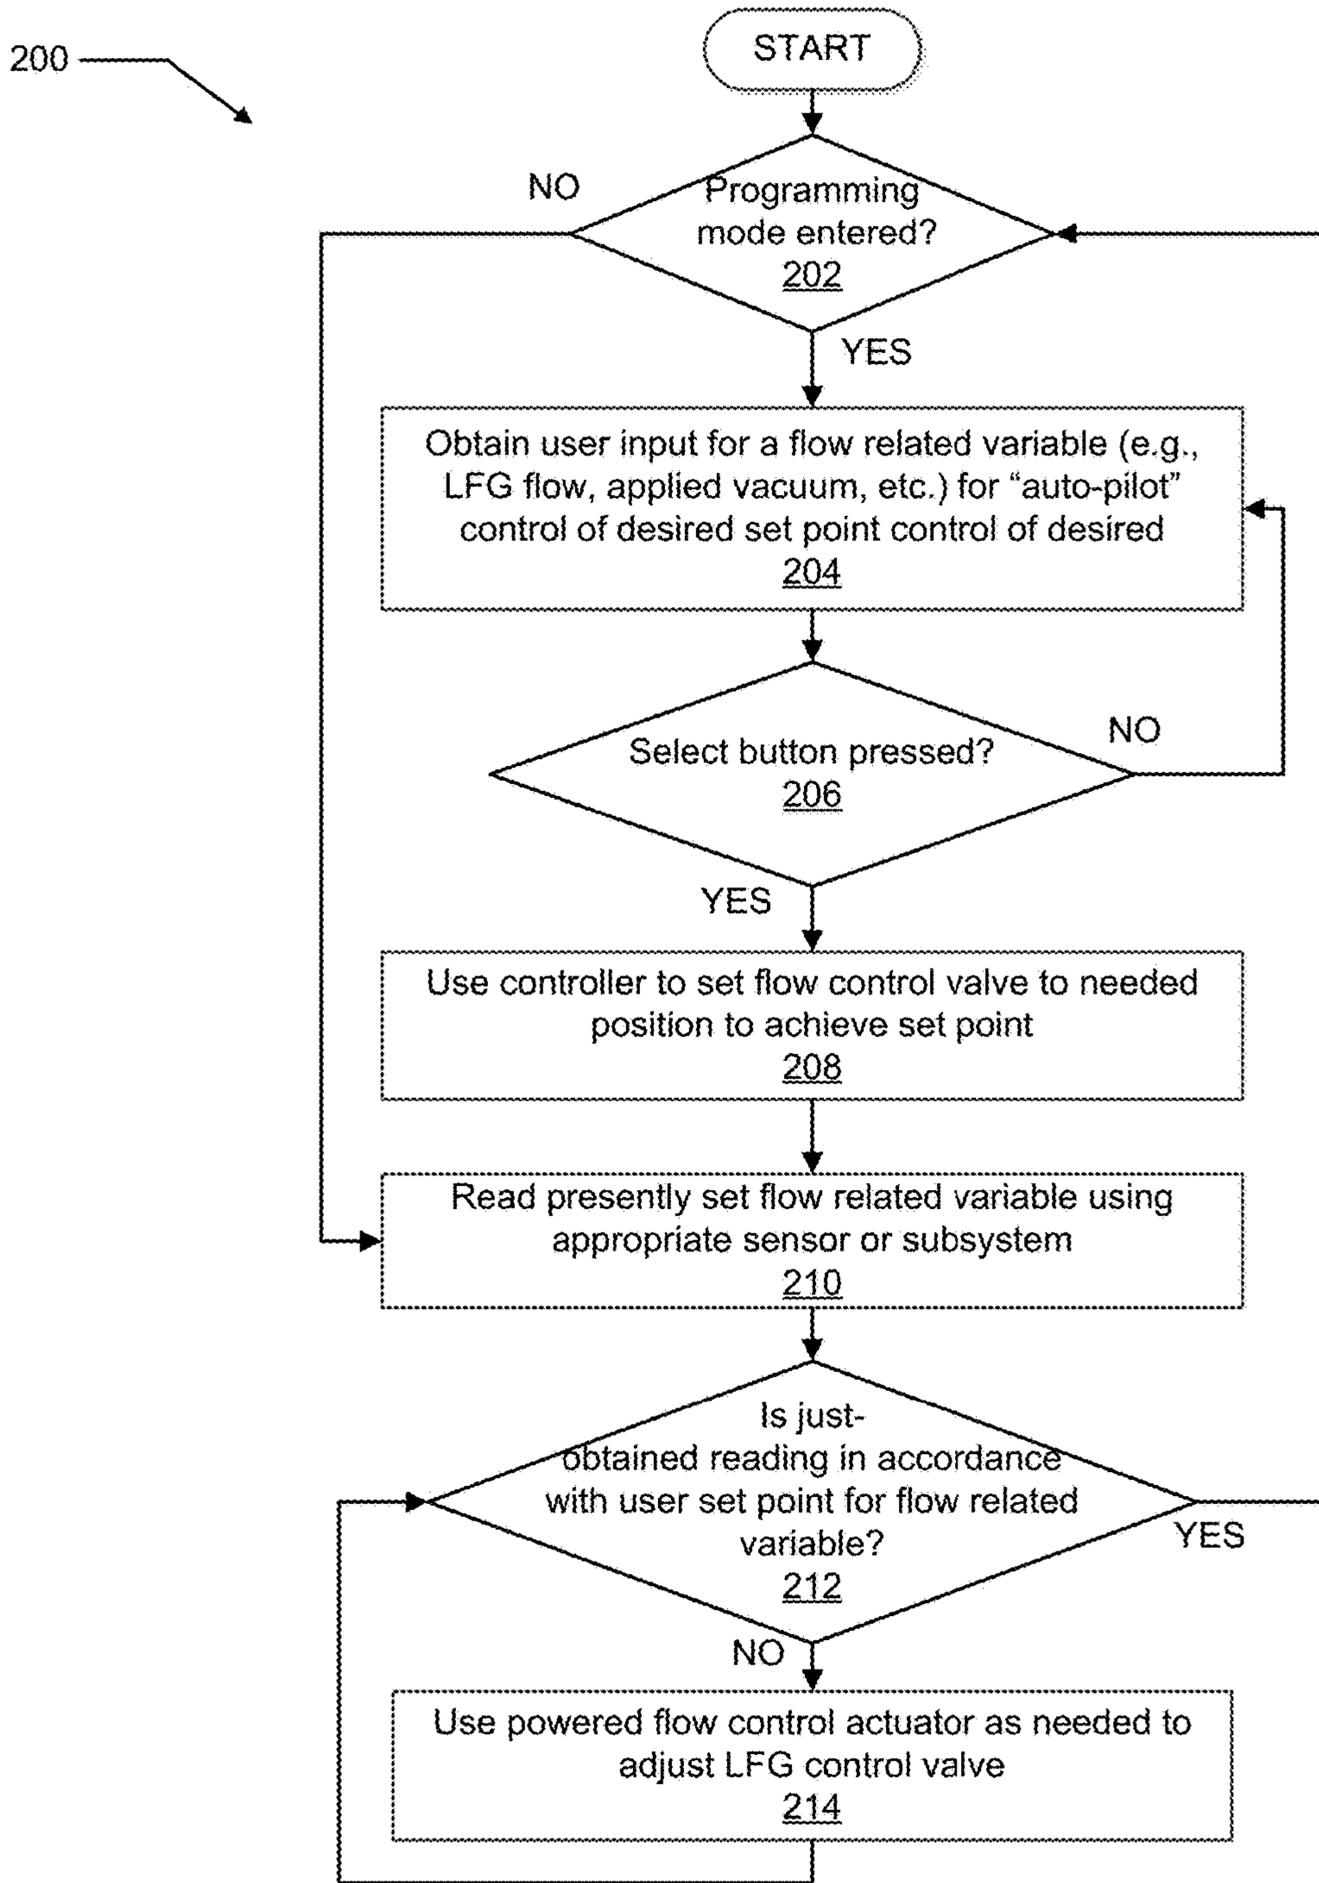 200
START
NO
Programming
mode entered?
202
YES
Obtain user input for a flow related variable (e.g.,
LFG flow, applied vacuum, etc.) for “auto-pilot”
control of desired set point control of desired
204
NO
Select button pressed?
206
YES
Use controller to set flow control valve to needed
position to achieve set point
208
Read presently set flow related variable using
appropriate sensor or subsystem
210
Is just-
obtained reading in accordance
with user set point for flow related
variable?
YES
212
NO
Use powered flow control actuator as needed to
adjust LFG control valve
214